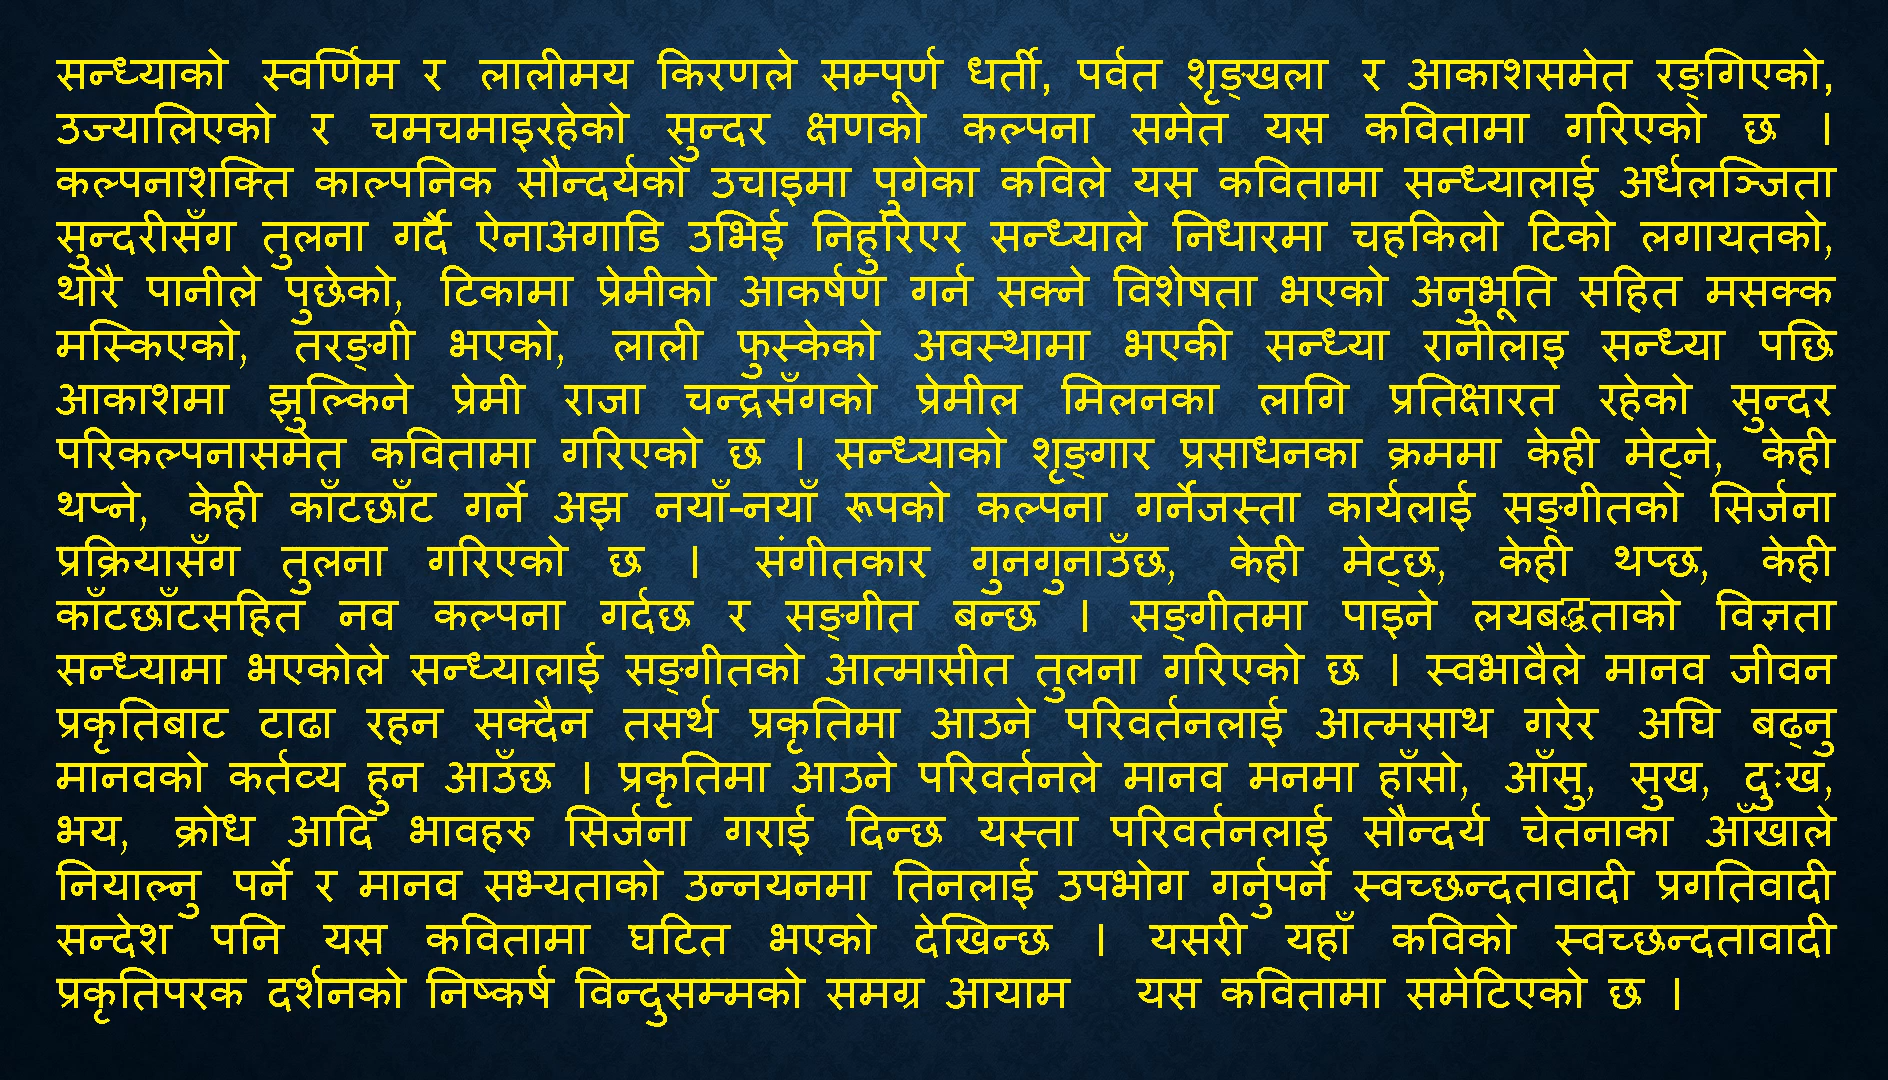 सन्ध्याको स्वर्णिम र लालीमय किरणले सम्पूर्ण धर्ती, पर्वत शृङ्खला र आकाशसमेत रङ्गिएको,
उज्यालिएको र चमचमाइरहेको सुन्दर क्षणको कल्पना समेत यस कवितामा गरिएको छ ।
कल्पनाशक्ति काल्पनिक सौन्दर्यको उचाइमा पुगेका कविले यस कवितामा सन्ध्यालाई अर्धलञ्जिता
सुन्दरीसँग तुलना गर्दै ऐनाअगाडि उभिई निहुरिएर सन्ध्याले निधारमा चहकिलो टिको लगायतको,
थोरै पानीले पुछेको, टिकामा प्रेमीको आकर्षण गर्न सक्ने विशेषता भएको अनुभूति सहित मसक्क
मस्किएको, तरङ्गी भएको, लाली फुस्केको अवस्थामा भएकी सन्ध्या रानीलाइ सन्ध्या पछि
आकाशमा झुल्किने प्रेमी राजा चन्द्रसँगको प्रेमील मिलनका लागि प्रतिक्षारत रहेको सुन्दर
परिकल्पनासमेत कवितामा गरिएको छ । सन्ध्याको शृङ्गार प्रसाधनका क्रममा केही मेट्ने, केही
थप्ने, केही काँटछाँट गर्ने अझ नयाँ-नयाँ रूपको कल्पना गर्नेजस्ता कार्यलाई सङ्गीतको सिर्जना
प्रक्रियासँग तुलना गरिएको छ । संगीतकार गुनगुनाउँछ, केही मेट्छ, केही थप्छ, केही
काँटछाँटसहित नव कल्पना गर्दछ र सङ्गीत बन्छ । सङ्गीतमा पाइने लयबद्धताको विज्ञता
सन्ध्यामा भएकोले सन्ध्यालाई सङ्गीतको आत्मासीत तुलना गरिएको छ । स्वभावैले मानव जीवन
प्रकृतिबाट टाढा रहन सक्दैन तसर्थ प्रकृतिमा आउने परिवर्तनलाई आत्मसाथ गरेर अघि बढ्नु
मानवको कर्तव्य हुन आउँछ । प्रकृतिमा आउने परिवर्तनले मानव मनमा हाँसो, आँसु, सुख, दुःख,
भय, क्रोध आदि भावहरु सिर्जना गराई दिन्छ यस्ता परिवर्तनलाई सौन्दर्य चेतनाका आँखाले
नियाल्नु पर्ने र मानव सभ्यताको उन्नयनमा तिनलाई उपभोग गर्नुपर्ने स्वच्छन्दतावादी प्रगतिवादी
सन्देश पनि यस कवितामा घटित भएको देखिन्छ । यसरी यहाँ कविको स्वच्छन्दतावादी
प्रकृतिपरक दर्शनको निष्कर्ष विन्दुसम्मको समग्र आयाम यस कवितामा समेटिएको छ ।